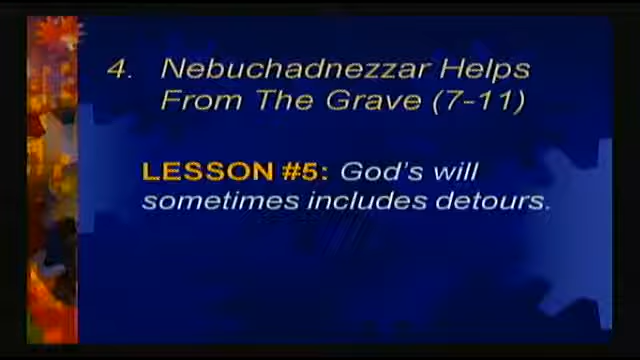 4. Nebuchadnezzar Helps
From The Grave (7-11)
LESSON #5: God's will
sometimes includes detours.